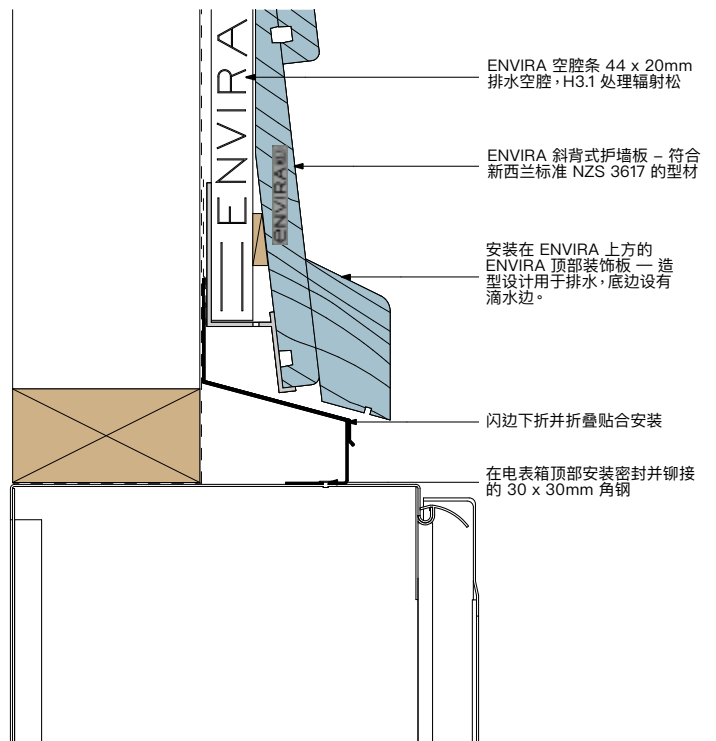 ENVIRA 空腔条 44 x 20mm
排水空腔，H3.1 处理辐射松
ENVIRA 斜背式护墙板 – 符合
新西兰标准 NZS 3617 的型材
安装在 ENVIRA 上方的
ENVIRA 顶部装饰板 — 造
型设计用于排水，底边设有
滴水边。
闪边下折并折叠贴合安装
在电表箱顶部安装密封并铆接
的 30 x 30mm 角钢
ENVIRA
ENVIRA